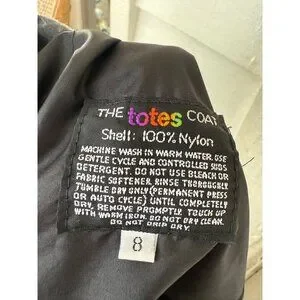 THE totes COAT
Shell: 100% Nylon
MACHINE WASH IN WARM WATER. USE
GENTLE CYCLE AND CONTROLLED SUDS
DETERGENT. DO NOT USE BLEACH OR
FABRIC SOFTENER. RINSE THOROUGHLY
TUMBLE DRY ONLY (PERMANENT PRESS
OR AUTO CYCLE) UNTIL COMPLETELY
DRY. REMOVE PROMPTLY. TOUCH UP
WITH WARM IRON. DO NOT DRY CLEAN.
DO NOT DRIP DRY.
8